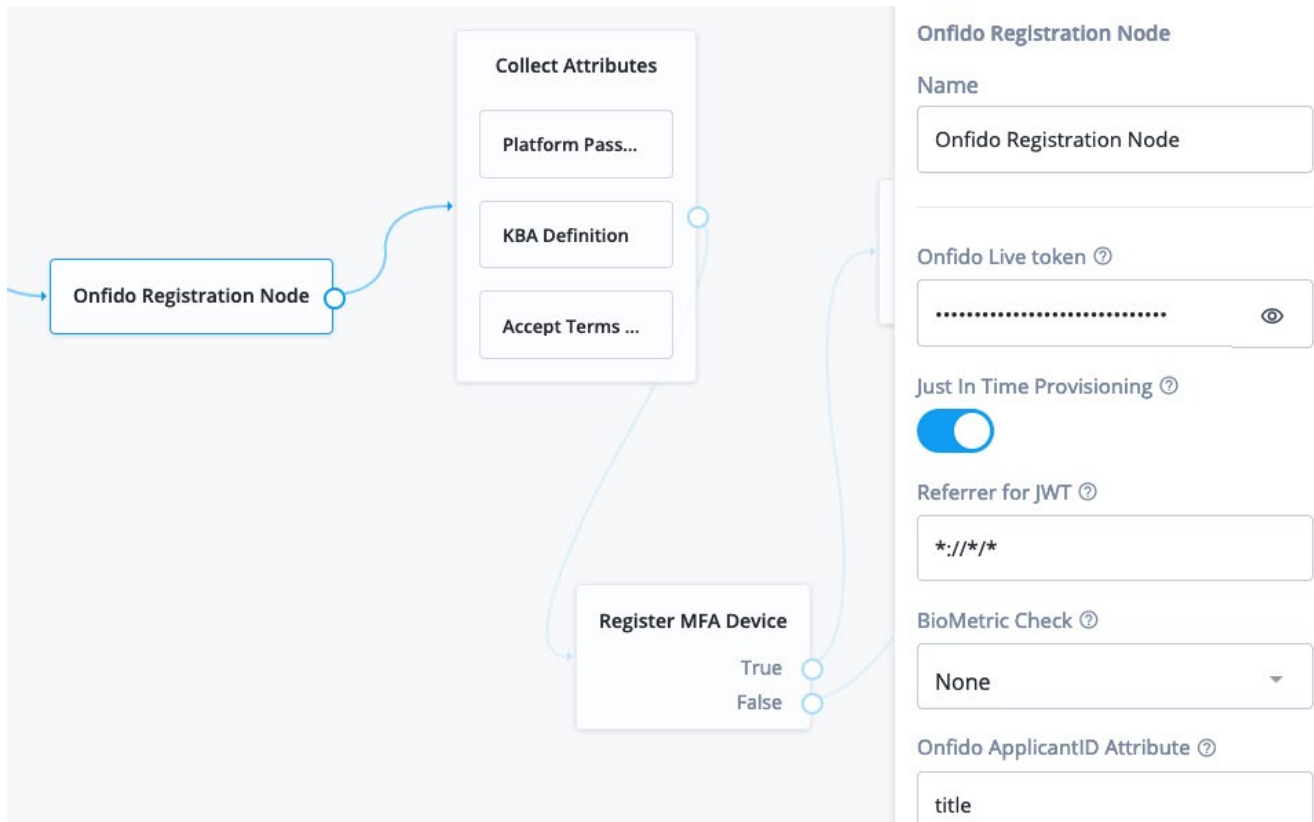 Collect Attributes
Platform Pass...
KBA Definition
Accept Terms ...
Onfido Registration Node
Register MFA Device
True
False
Onfido Registration Node
Name
Onfido Registration Node
Onfido Live token
••••••••••••••••••••••••••••••
Just In Time Provisioning
Referrer for JWT
*://*/*
BioMetric Check
None
Onfido ApplicantID Attribute
title